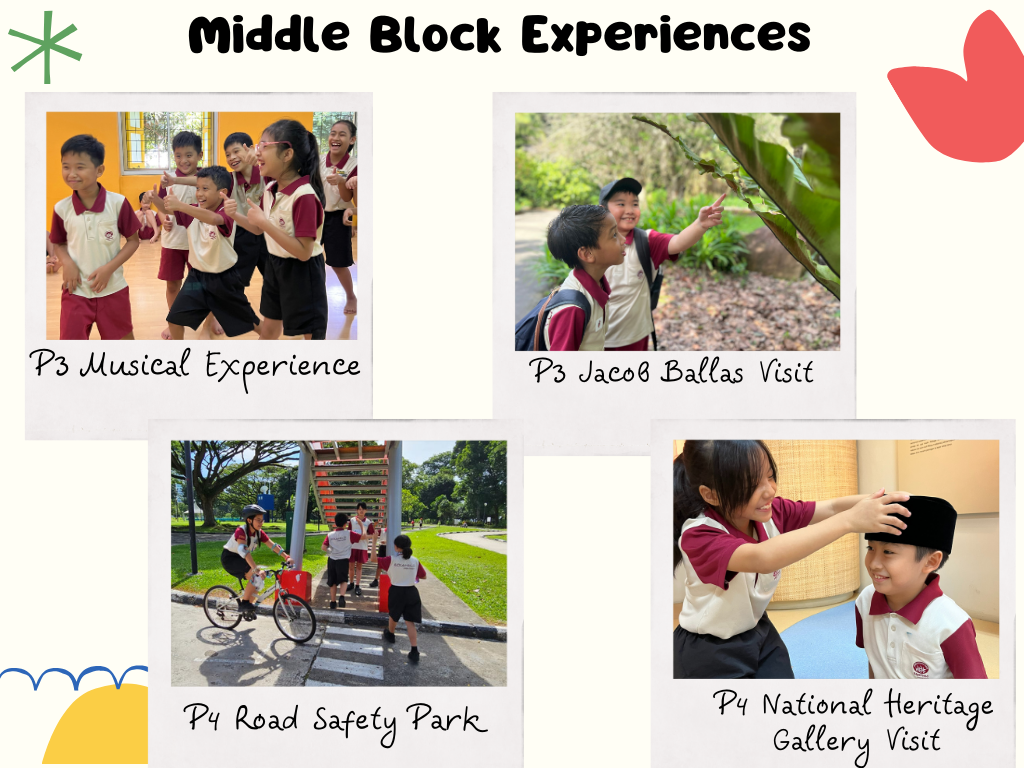 Middle Block Experiences
P3 Musical Experience
P3 Jacob Ballas Visit
P4 Road Safety Park
P4 National Heritage
Gallery Visit